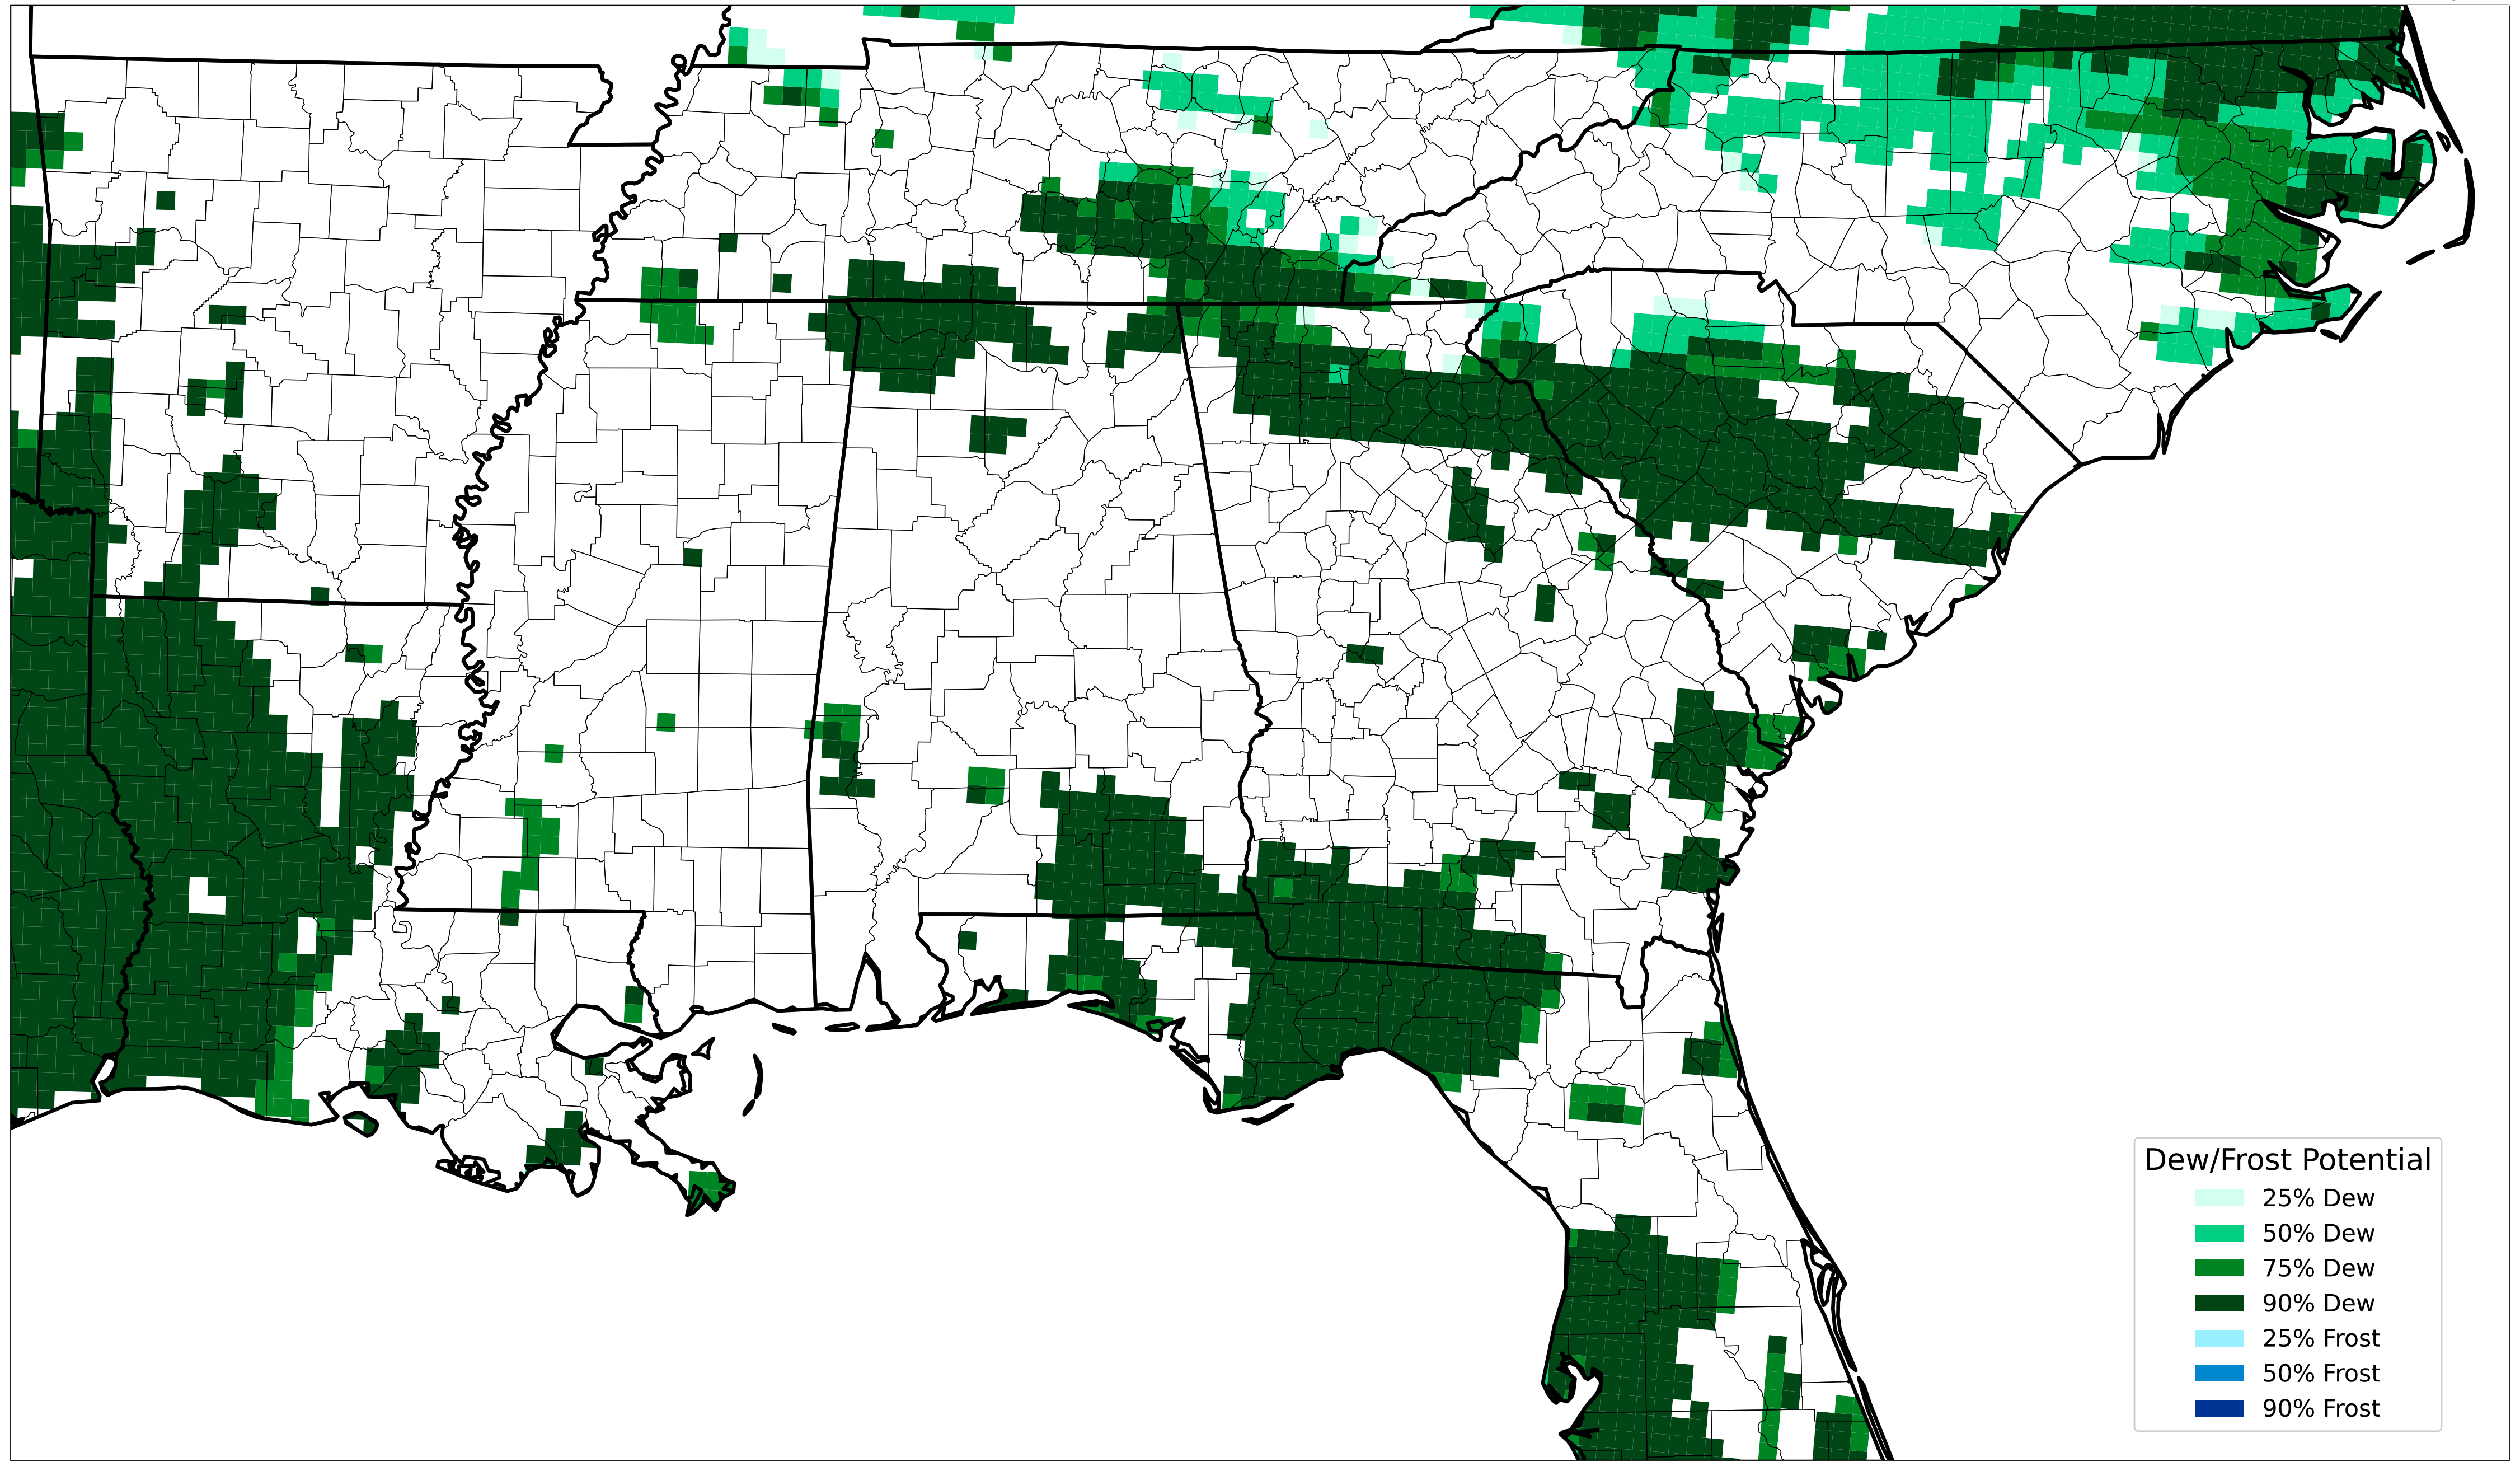 Dew/Frost Potential
25% Dew
50% Dew
75% Dew
90% Dew
25% Frost
50% Frost
90% Frost